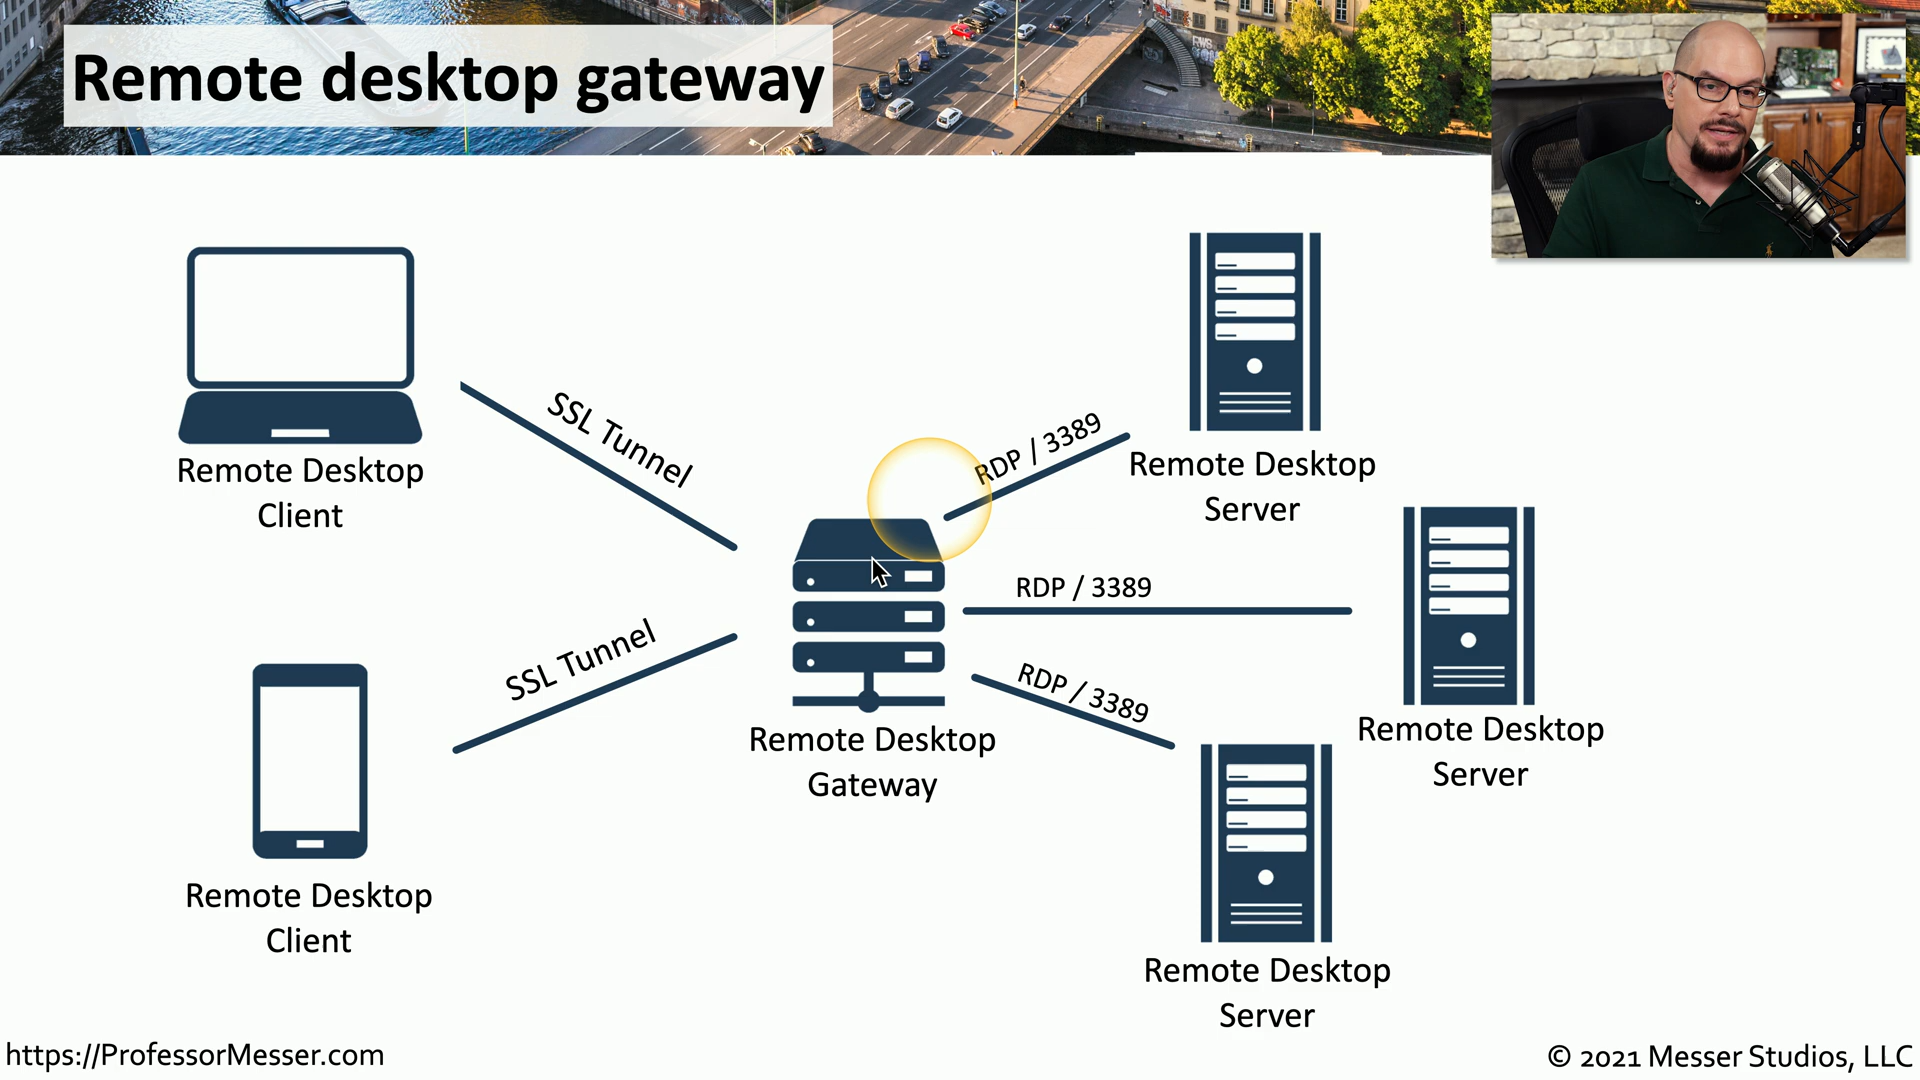 Remote desktop gateway
SSL Tunnel
RDP / 3389
Remote Desktop
Client
Remote Desktop
Server
RDP / 3389
SSL Tunnel
RDP / 3389
Remote Desktop
Gateway
Remote Desktop
Server
Remote Desktop
Client
Remote Desktop
Server
https://ProfessorMesser.com
© 2021 Messer Studios, LLC